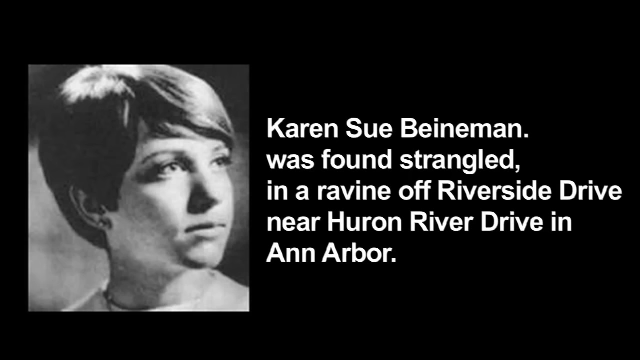 Karen Sue Beineman.
was found strangled,
in a ravine off Riverside Drive
near Huron River Drive in
Ann Arbor.